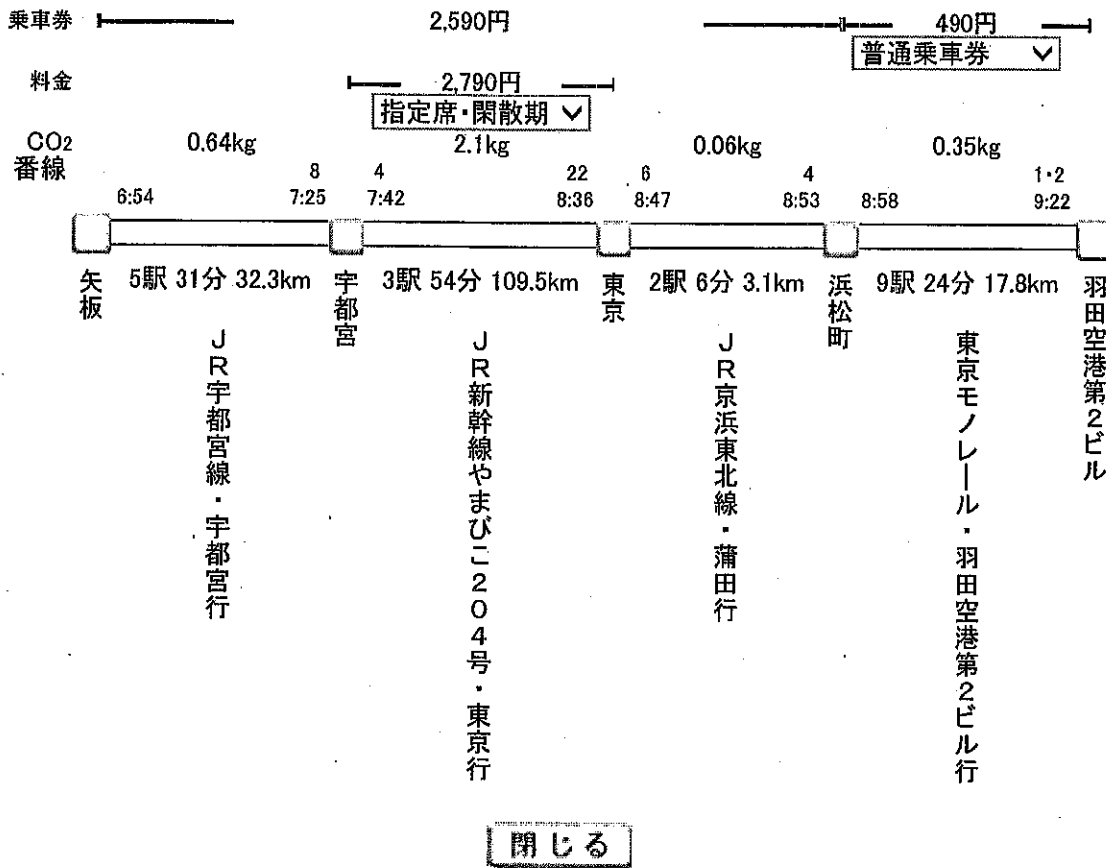 乗車券 2,590円 490円
普通乗車券
料金 2,790円
指定席・閑散期
CO2 0.64kg 2.1kg 0.06kg 0.35kg
番線 8 4 22 6 4 1・2
6:54 7:25 7:42 8:36 8:47 8:53 8:58 9:22
矢板
5駅 31分 32.3km
宇都宮
3駅 54分 109.5km
東京
2駅 6分 3.1km
浜松町
9駅 24分 17.8km
羽田空港第2ビル
JR宇都宮線・宇都宮行
JR新幹線やまびこ204号・東京行
JR京浜東北線・蒲田行
東京モノレール・羽田空港第2ビル行
閉じる